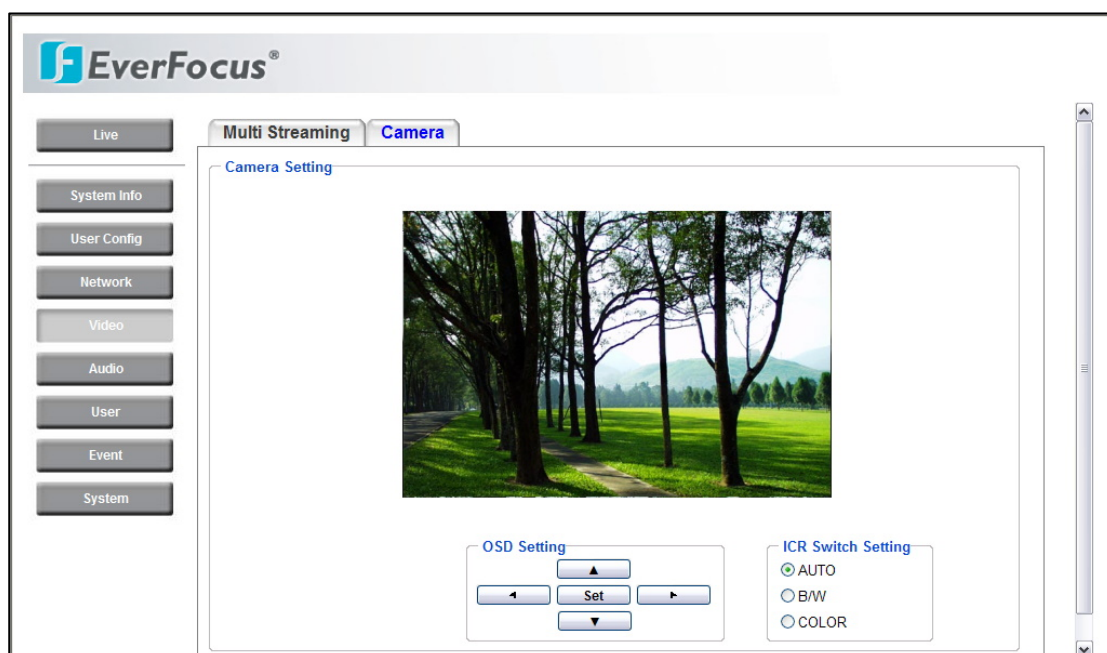 EverFocus®
Live
System Info
User Config
Network
Video
Audio
User
Event
System
Multi Streaming
Camera
Camera Setting
OSD Setting
Set
ICR Switch Setting
AUTO
B/W
COLOR